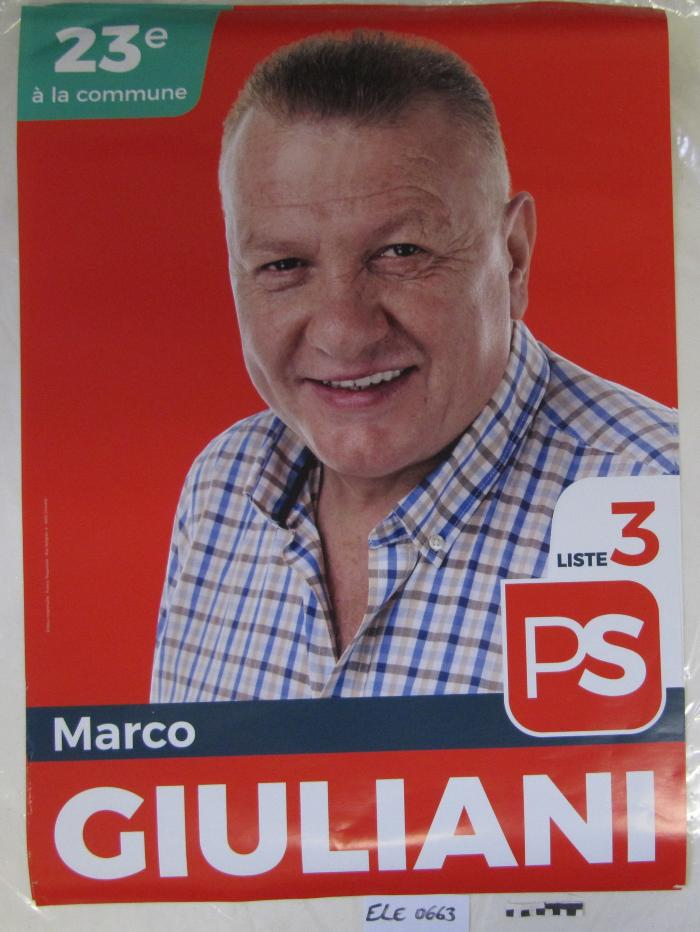 23e
à la commune
LISTE 3
PS
Marco
GIULIANI
ELE 0663